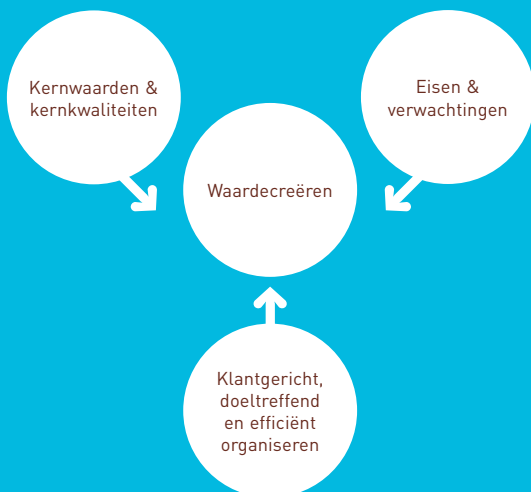 Kernwaarden &
kernkwaliteiten
Eisen &
verwachtingen
Waardecreëren
Klantgericht,
doeltreffend
en efficiënt
organiseren